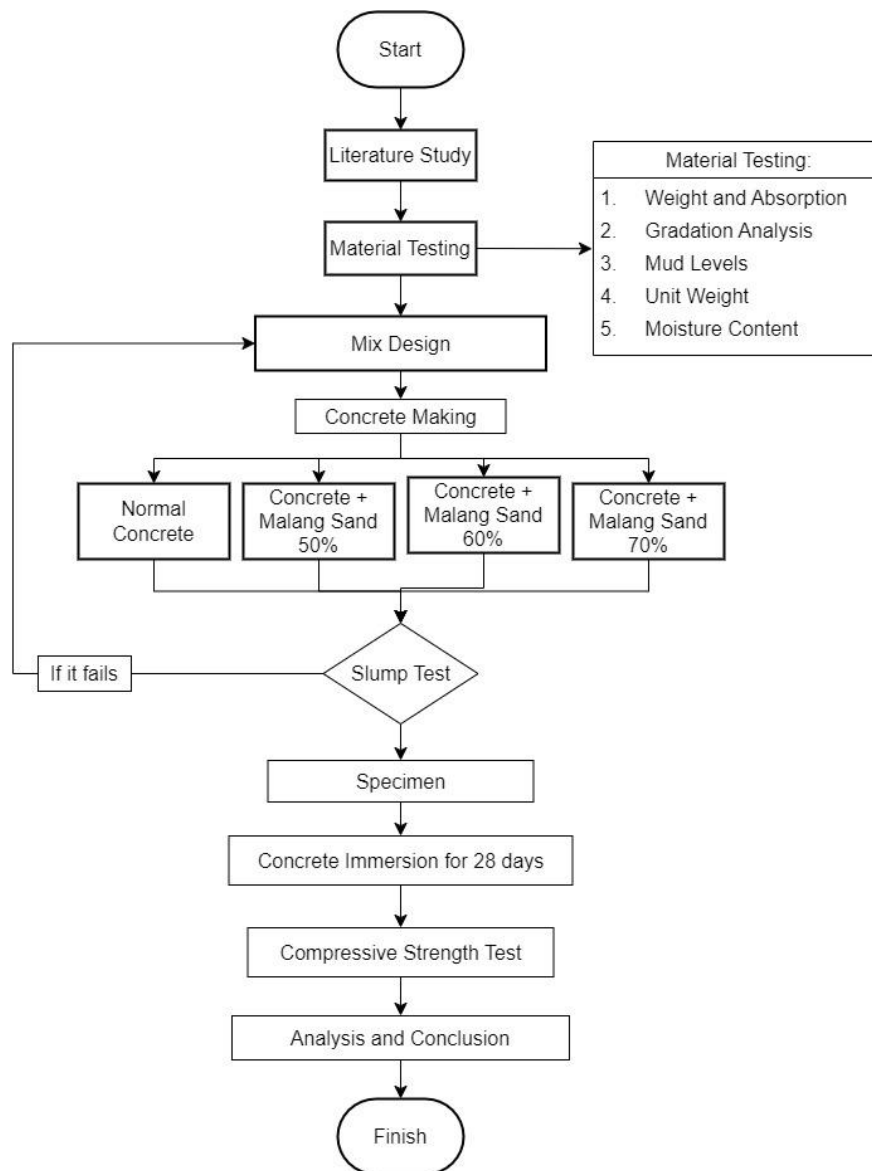 Start
Literature Study
Material Testing
Material Testing:
1. Weight and Absorption
2. Gradation Analysis
3. Mud Levels
4. Unit Weight
5. Moisture Content
Mix Design
Concrete Making
Normal
Concrete
Concrete +
Malang Sand
50%
Concrete +
Malang Sand
60%
Concrete +
Malang Sand
70%
If it fails
Slump Test
Specimen
Concrete Immersion for 28 days
Compressive Strength Test
Analysis and Conclusion
Finish